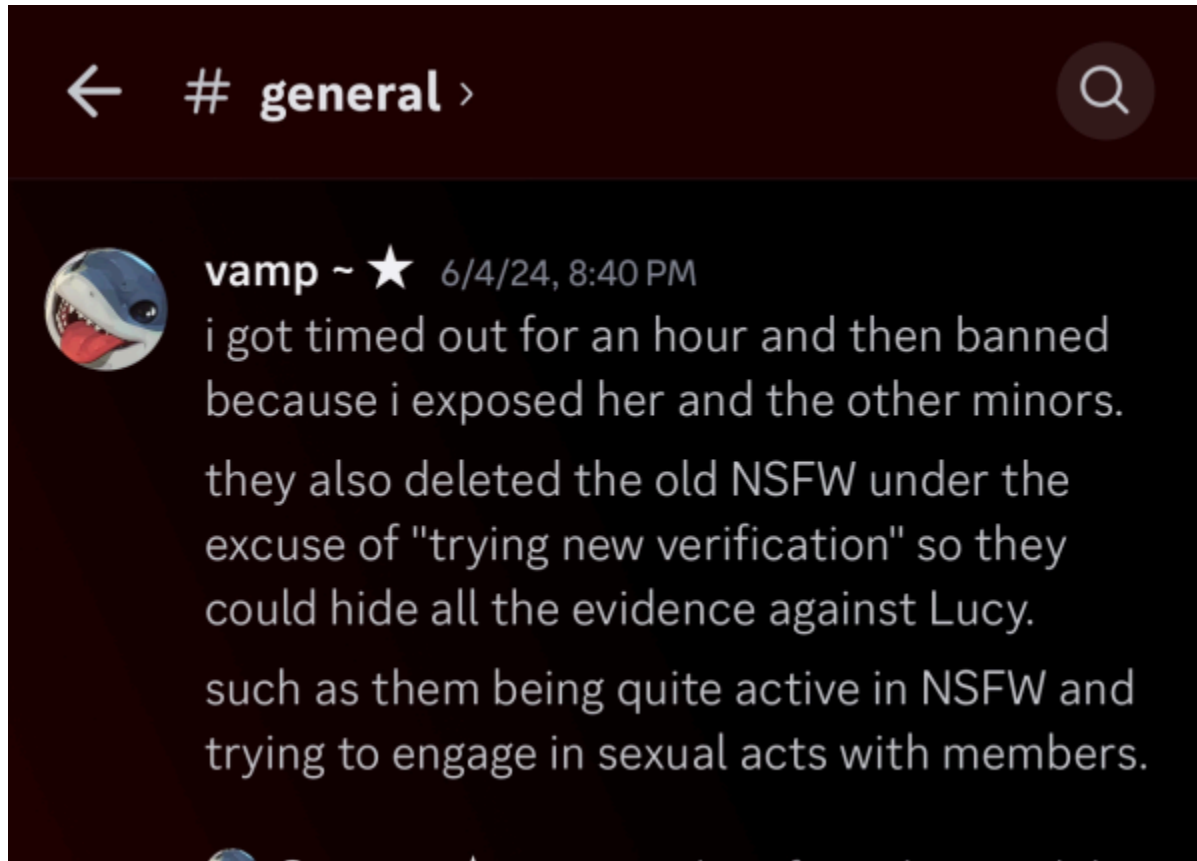 # general
vamp ~ ★ 6/4/24, 8:40 PM
i got timed out for an hour and then banned
because i exposed her and the other minors.
they also deleted the old NSFW under the
excuse of "trying new verification" so they
could hide all the evidence against Lucy.
such as them being quite active in NSFW and
trying to engage in sexual acts with members.